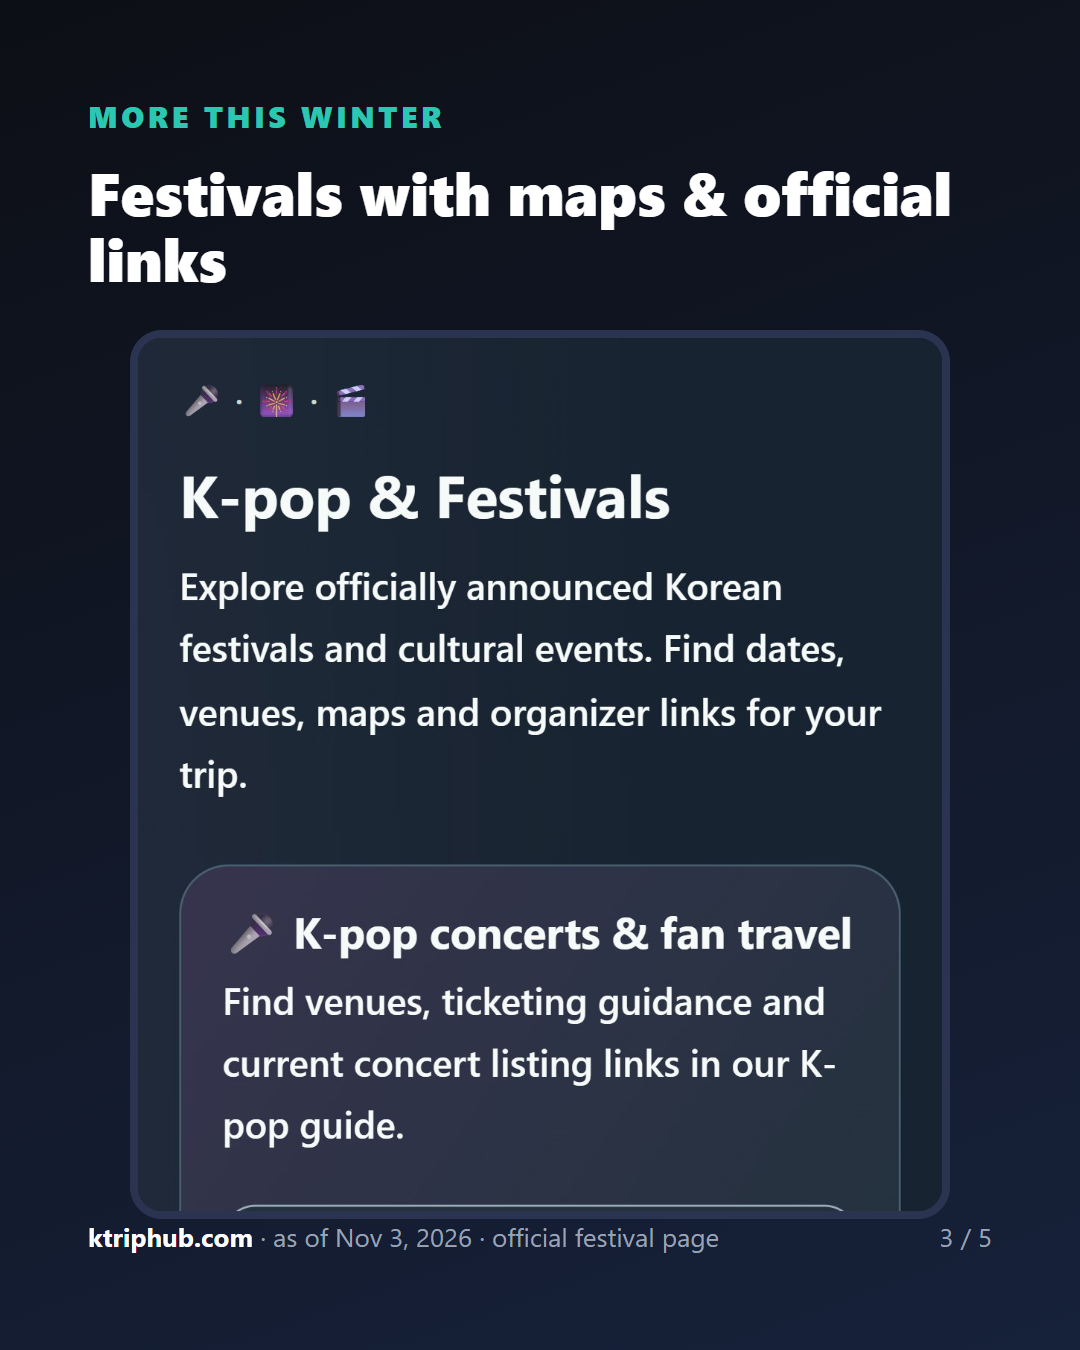 MORE THIS WINTER
Festivals with maps & official
links
K-pop & Festivals
Explore officially announced Korean
festivals and cultural events. Find dates,
venues, maps and organizer links for your
trip.
K-pop concerts & fan travel
Find venues, ticketing guidance and
current concert listing links in our K-
pop guide.
ktriphub.com · as of Nov 3, 2026 · official festival page
3 / 5